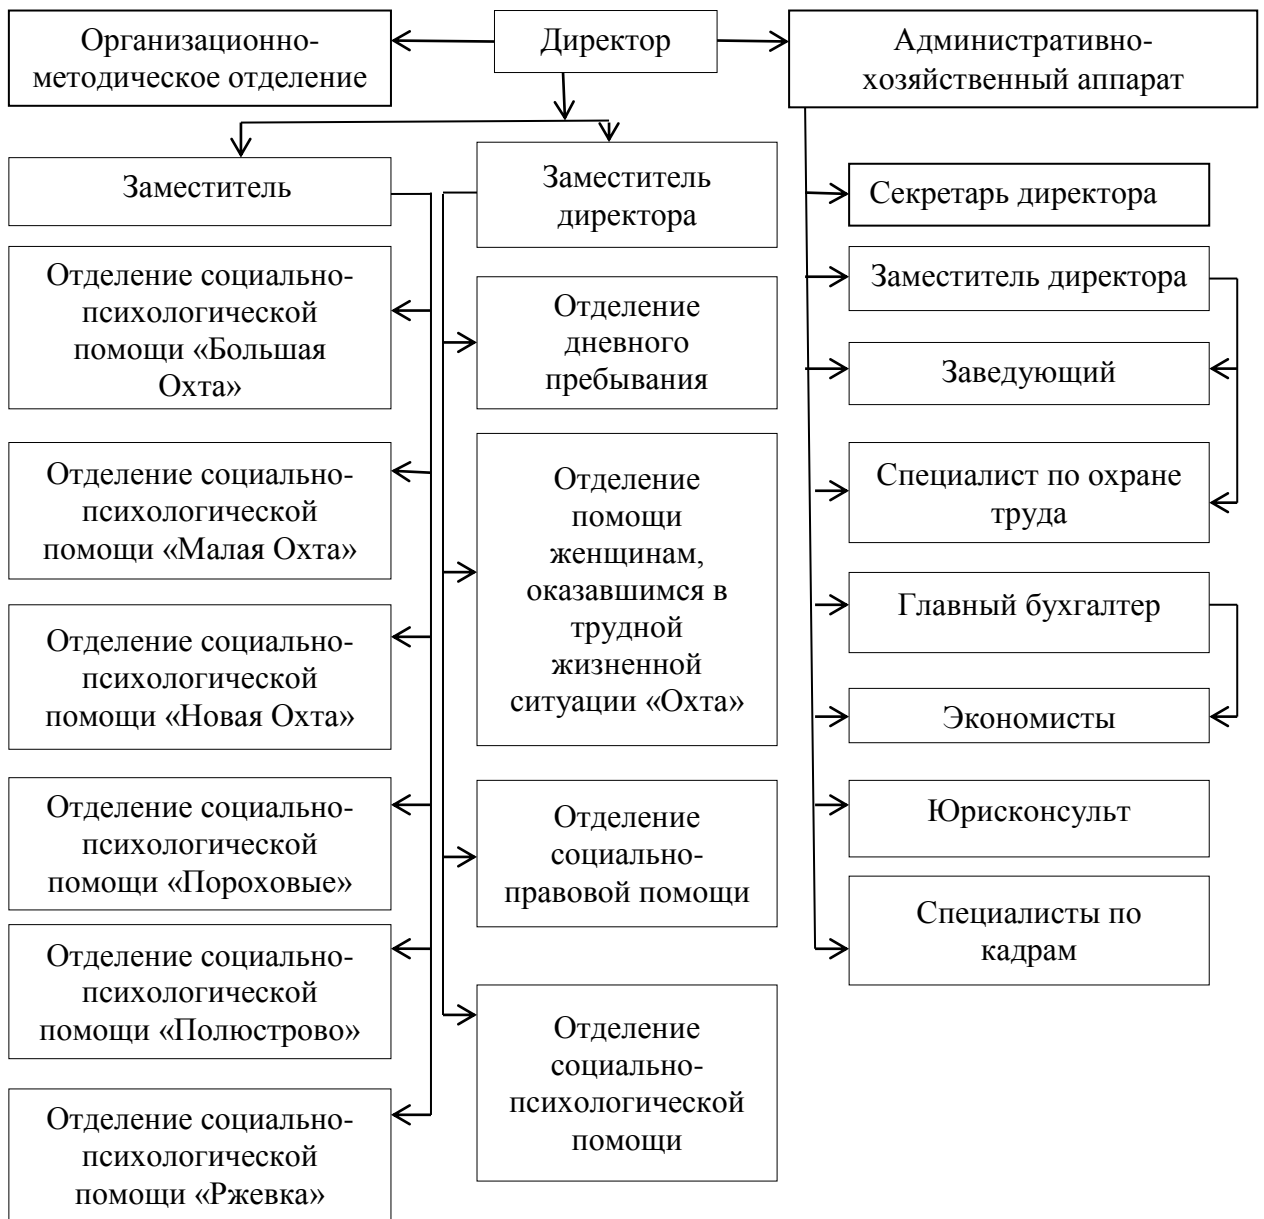 Организационно-
методическое отделение
Директор
Административно-
хозяйственный аппарат
Заместитель
Отделение социально-
психологической
помощи «Большая
Охта»
Отделение социально-
психологической
помощи «Малая Охта»
Отделение социально-
психологической
помощи «Новая Охта»
Отделение социально-
психологической
помощи «Пороховые»
Отделение социально-
психологической
помощи «Полюстрово»
Отделение социально-
психологической
помощи «Ржевка»
Заместитель
директора
Отделение
дневного
пребывания
Отделение
помощи
женщинам,
оказавшимся в
трудной
жизненной
ситуации «Охта»
Отделение
социально-
правовой помощи
Отделение
социально-
психологической
помощи
Секретарь директора
Заместитель директора
Заведующий
Специалист по охране
труда
Главный бухгалтер
Экономисты
Юрисконсульт
Специалисты по
кадрам